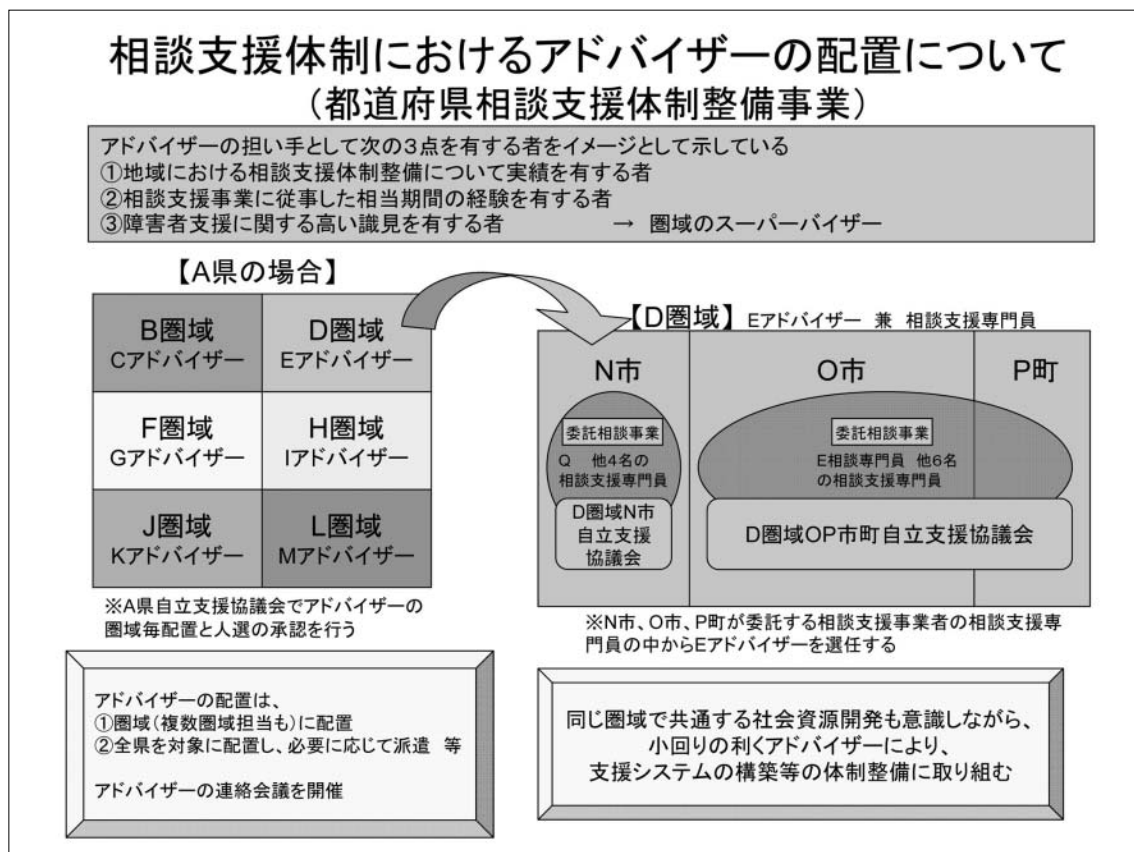 相談支援体制におけるアドバイザーの配置について
(都道府県相談支援体制整備事業)
アドバイザーの担い手として次の3点を有する者をイメージとして示している
①地域における相談支援体制整備について実績を有する者
②相談支援事業に従事した相当期間の経験を有する者
③障害者支援に関する高い識見を有する者 → 圏域のスーパーバイザー
【A県の場合】
B圏域
Cアドバイザー
D圏域
Eアドバイザー
F圏域
Gアドバイザー
H圏域
Iアドバイザー
J圏域
Kアドバイザー
L圏域
Mアドバイザー
※A県自立支援協議会でアドバイザーの
圏域毎配置と人選の承認を行う
【D圏域】 Eアドバイザー 兼 相談支援専門員
N市
O市
P町
委託相談事業
Q 他4名の
相談支援専門員
D圏域N市
自立支援
協議会
委託相談事業
E相談専門員 他6名
の相談支援専門員
D圏域OP市町自立支援協議会
※N市、O市、P町が委託する相談支援事業者の相談支援専
門員の中からEアドバイザーを選任する
アドバイザーの配置は、
①圏域(複数圏域担当も)に配置
②全県を対象に配置し、必要に応じて派遣 等
アドバイザーの連絡会議を開催
同じ圏域で共通する社会資源開発も意識しながら、
小回りの利くアドバイザーにより、
支援システムの構築等の体制整備に取り組む